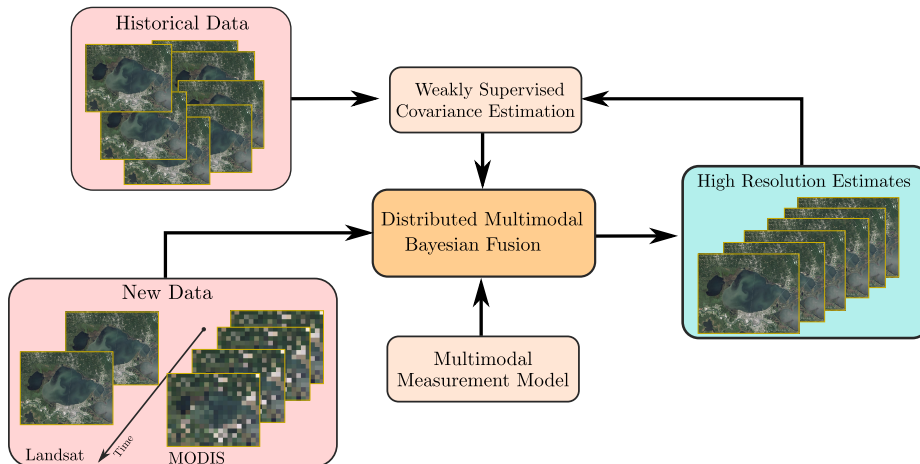 Historical Data
Weakly Supervised
Covariance Estimation
High Resolution Estimates
Distributed Multimodal
Bayesian Fusion
New Data
Multimodal
Measurement Model
Time
Landsat
MODIS